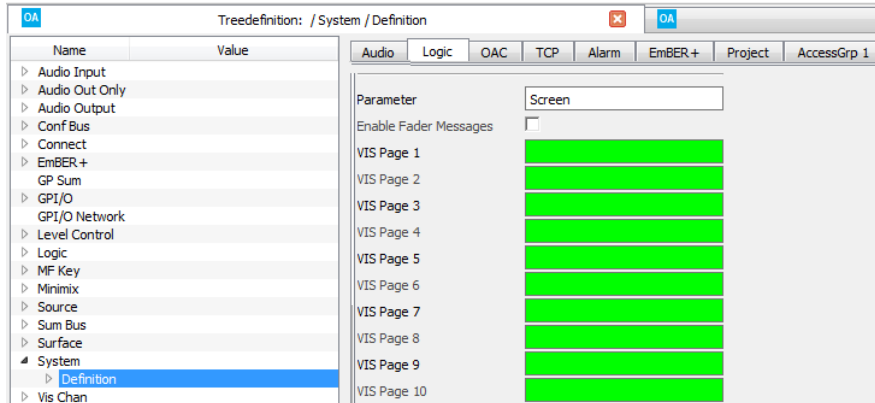 OA Treedefinition: / System / Definition OA
Name Value
Audio Input
Audio Out Only
Audio Output
Conf Bus
Connect
EmBER+
GP Sum
GPI/O
GPI/O Network
Level Control
Logic
MF Key
Minimix
Source
Sum Bus
Surface
System
Definition
Vis Chan
Audio Logic OAC TCP Alarm EmBER+ Project AccessGrp 1
Parameter Screen
Enable Fader Messages
VIS Page 1
VIS Page 2
VIS Page 3
VIS Page 4
VIS Page 5
VIS Page 6
VIS Page 7
VIS Page 8
VIS Page 9
VIS Page 10